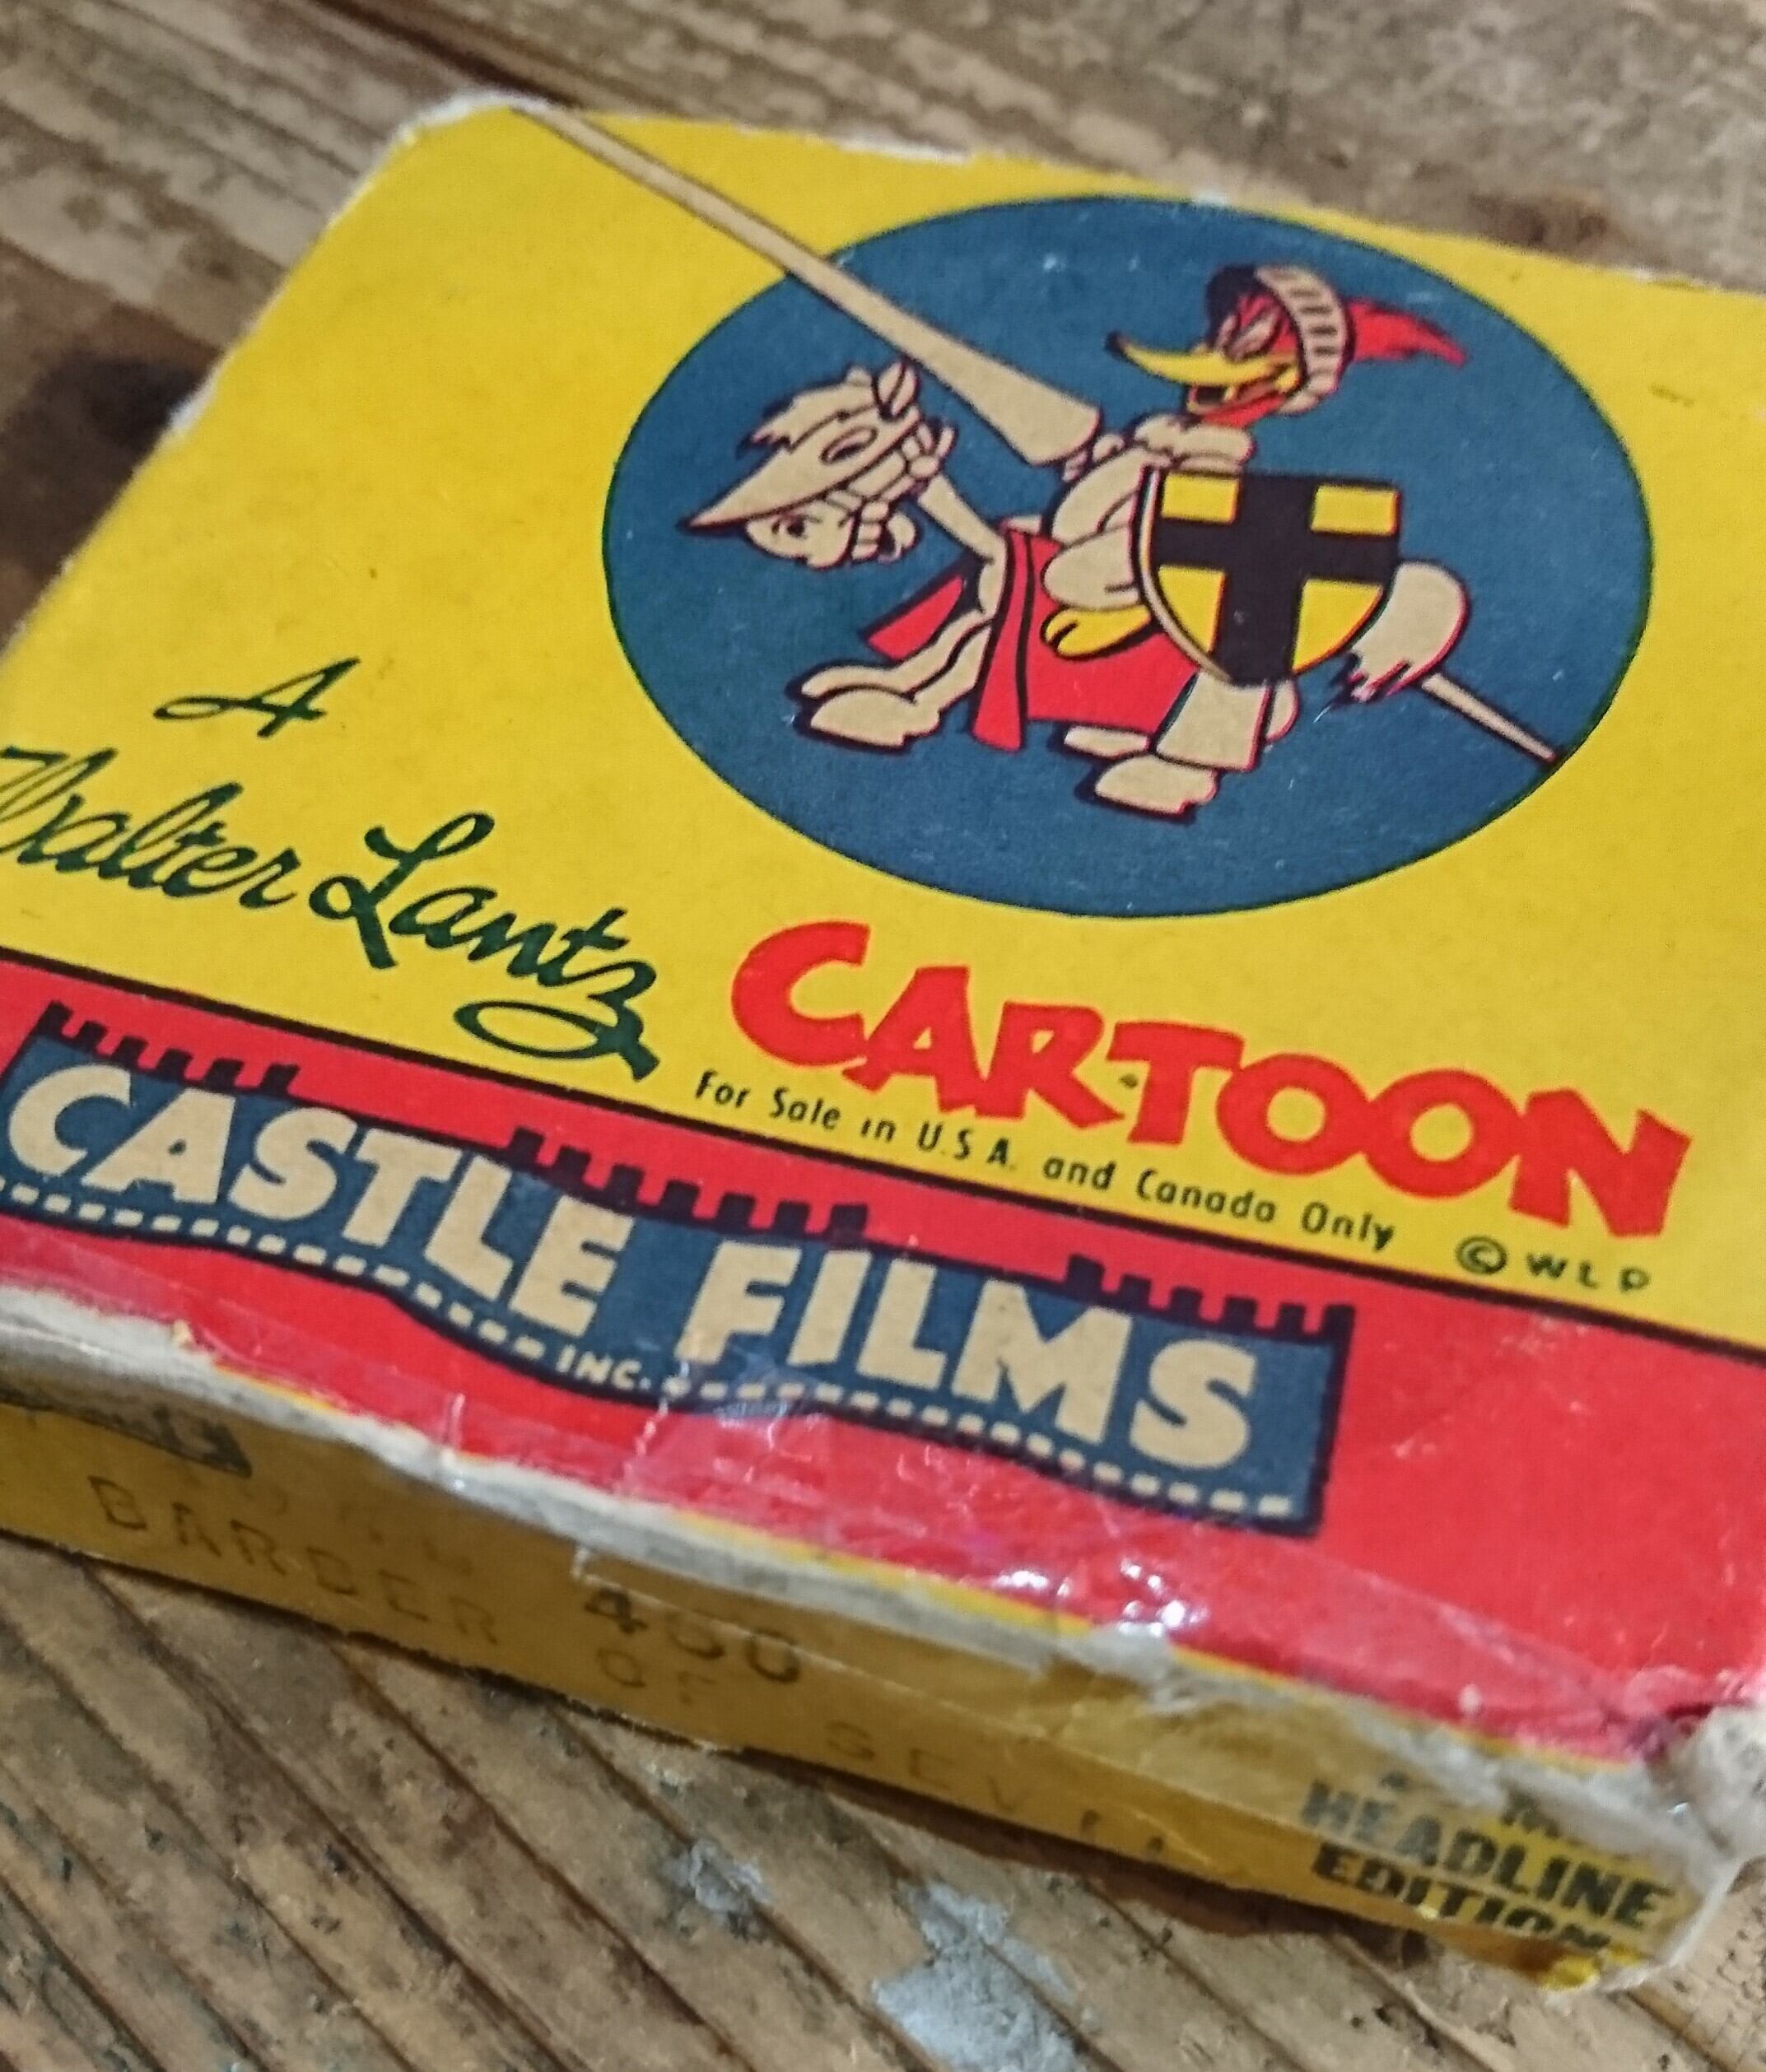 A
Walter Lantz
CARTOON
For Sale in U.S.A. and Canada Only
© WLP
CASTLE FILMS
INC.
BARBER OF
HEADLINE
EDITION